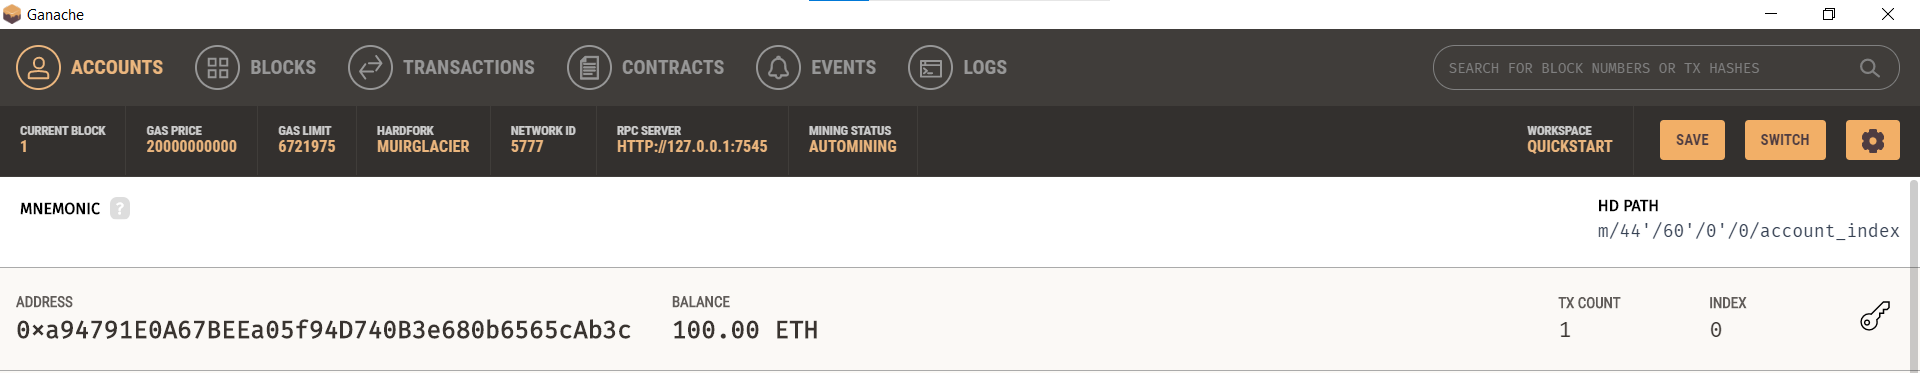 Ganache
ACCOUNTS BLOCKS TRANSACTIONS CONTRACTS EVENTS LOGS SEARCH FOR BLOCK NUMBERS OR TX HASHES
CURRENT BLOCK GAS PRICE GAS LIMIT HARDFORK NETWORK ID RPC SERVER MINING STATUS WORKSPACE
1 20000000000 6721975 MUIRGLACIER 5777 HTTP://127.0.0.1:7545 AUTOMINING QUICKSTART SAVE SWITCH
MNEMONIC ? HD PATH
m/44'/60'/0'/0/account_index
ADDRESS BALANCE TX COUNT INDEX
0×a94791E0A67BEEa05f94D740B3e680b6565cAb3c 100.00 ETH 1 0